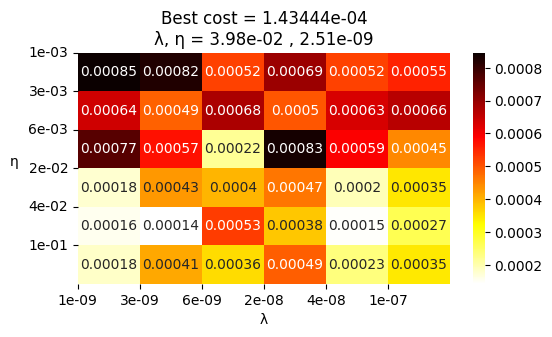 Best cost = 1.43444e-04
λ, η = 3.98e-02 , 2.51e-09
1e-03
0.00085 0.00082 0.00052 0.00069 0.00052 0.00055
0.0008
3e-03
0.00064 0.00049 0.00068 0.0005 0.00063 0.00066
0.0007
6e-03
0.0006
η
0.00077 0.00057 0.00022 0.00083 0.00059 0.00045
0.0005
2e-02
0.00018 0.00043 0.0004 0.00047 0.0002 0.00035
0.0004
4e-02
0.00016 0.00014 0.00053 0.00038 0.00015 0.00027
0.0003
1e-01
0.00018 0.00041 0.00036 0.00049 0.00023 0.00035
0.0002
1e-09 3e-09 6e-09 2e-08 4e-08 1e-07
λ